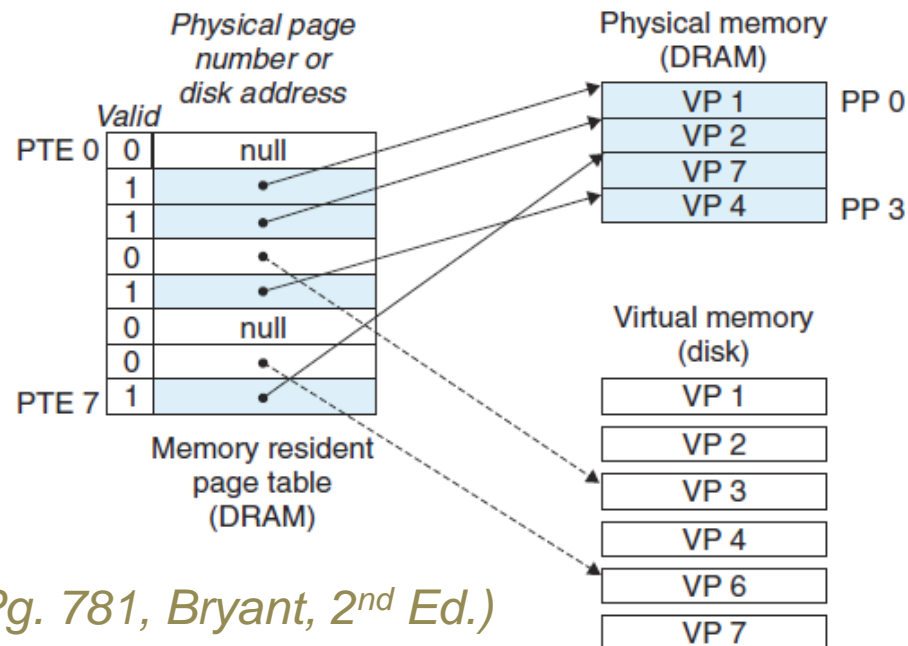 Physical page
number or
disk address
Valid
PTE 0
0
null
1
1
0
1
0
null
0
PTE 7
1
Memory resident
page table
(DRAM)
Physical memory
(DRAM)
VP 1
PP 0
VP 2
VP 7
VP 4
PP 3
Virtual memory
(disk)
VP 1
VP 2
VP 3
VP 4
VP 6
VP 7
Pg. 781, Bryant, 2nd Ed.)